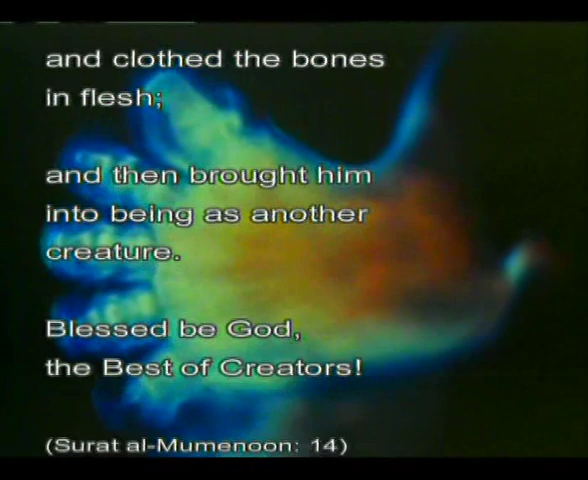 and clothed the bones
in flesh;
and then brought him
into being as another
creature.
Blessed be God,
the Best of Creators!
(Surat al-Mumenoon: 14)